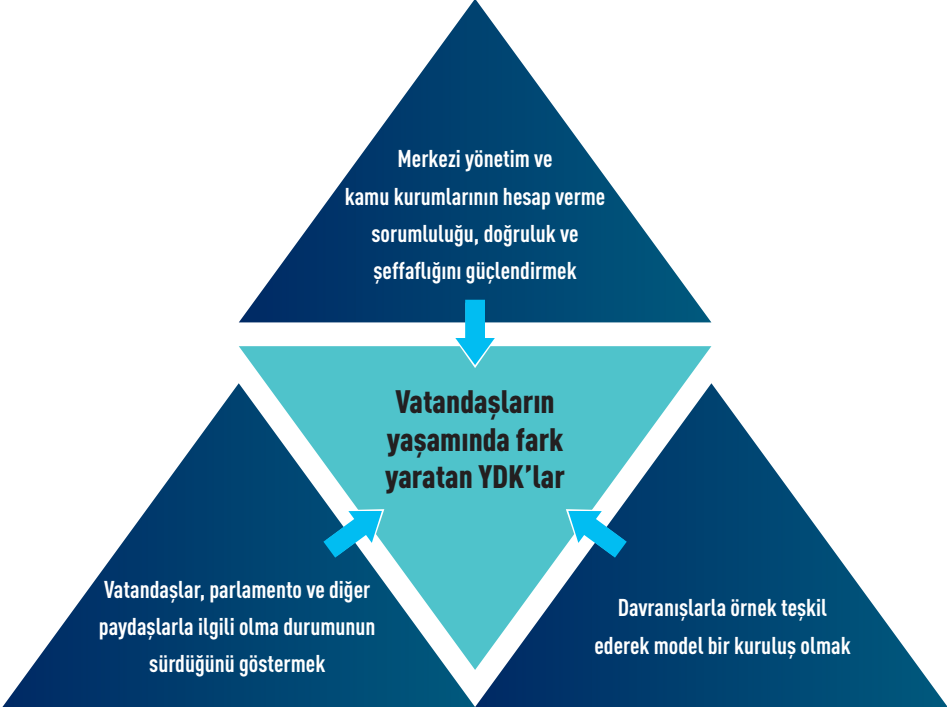 Merkezi yönetim ve
kamu kurumlarının hesap verme
sorumluluğu, doğruluk ve
şeffaflığını güçlendirmek
Vatandaşların
yaşamında fark
yaratan YDK’lar
Vatandaşlar, parlamento ve diğer
paydaşlarla ilgili olma durumunun
sürdüğünü göstermek
Davranışlarla örnek teşkil
ederek model bir kuruluş olmak